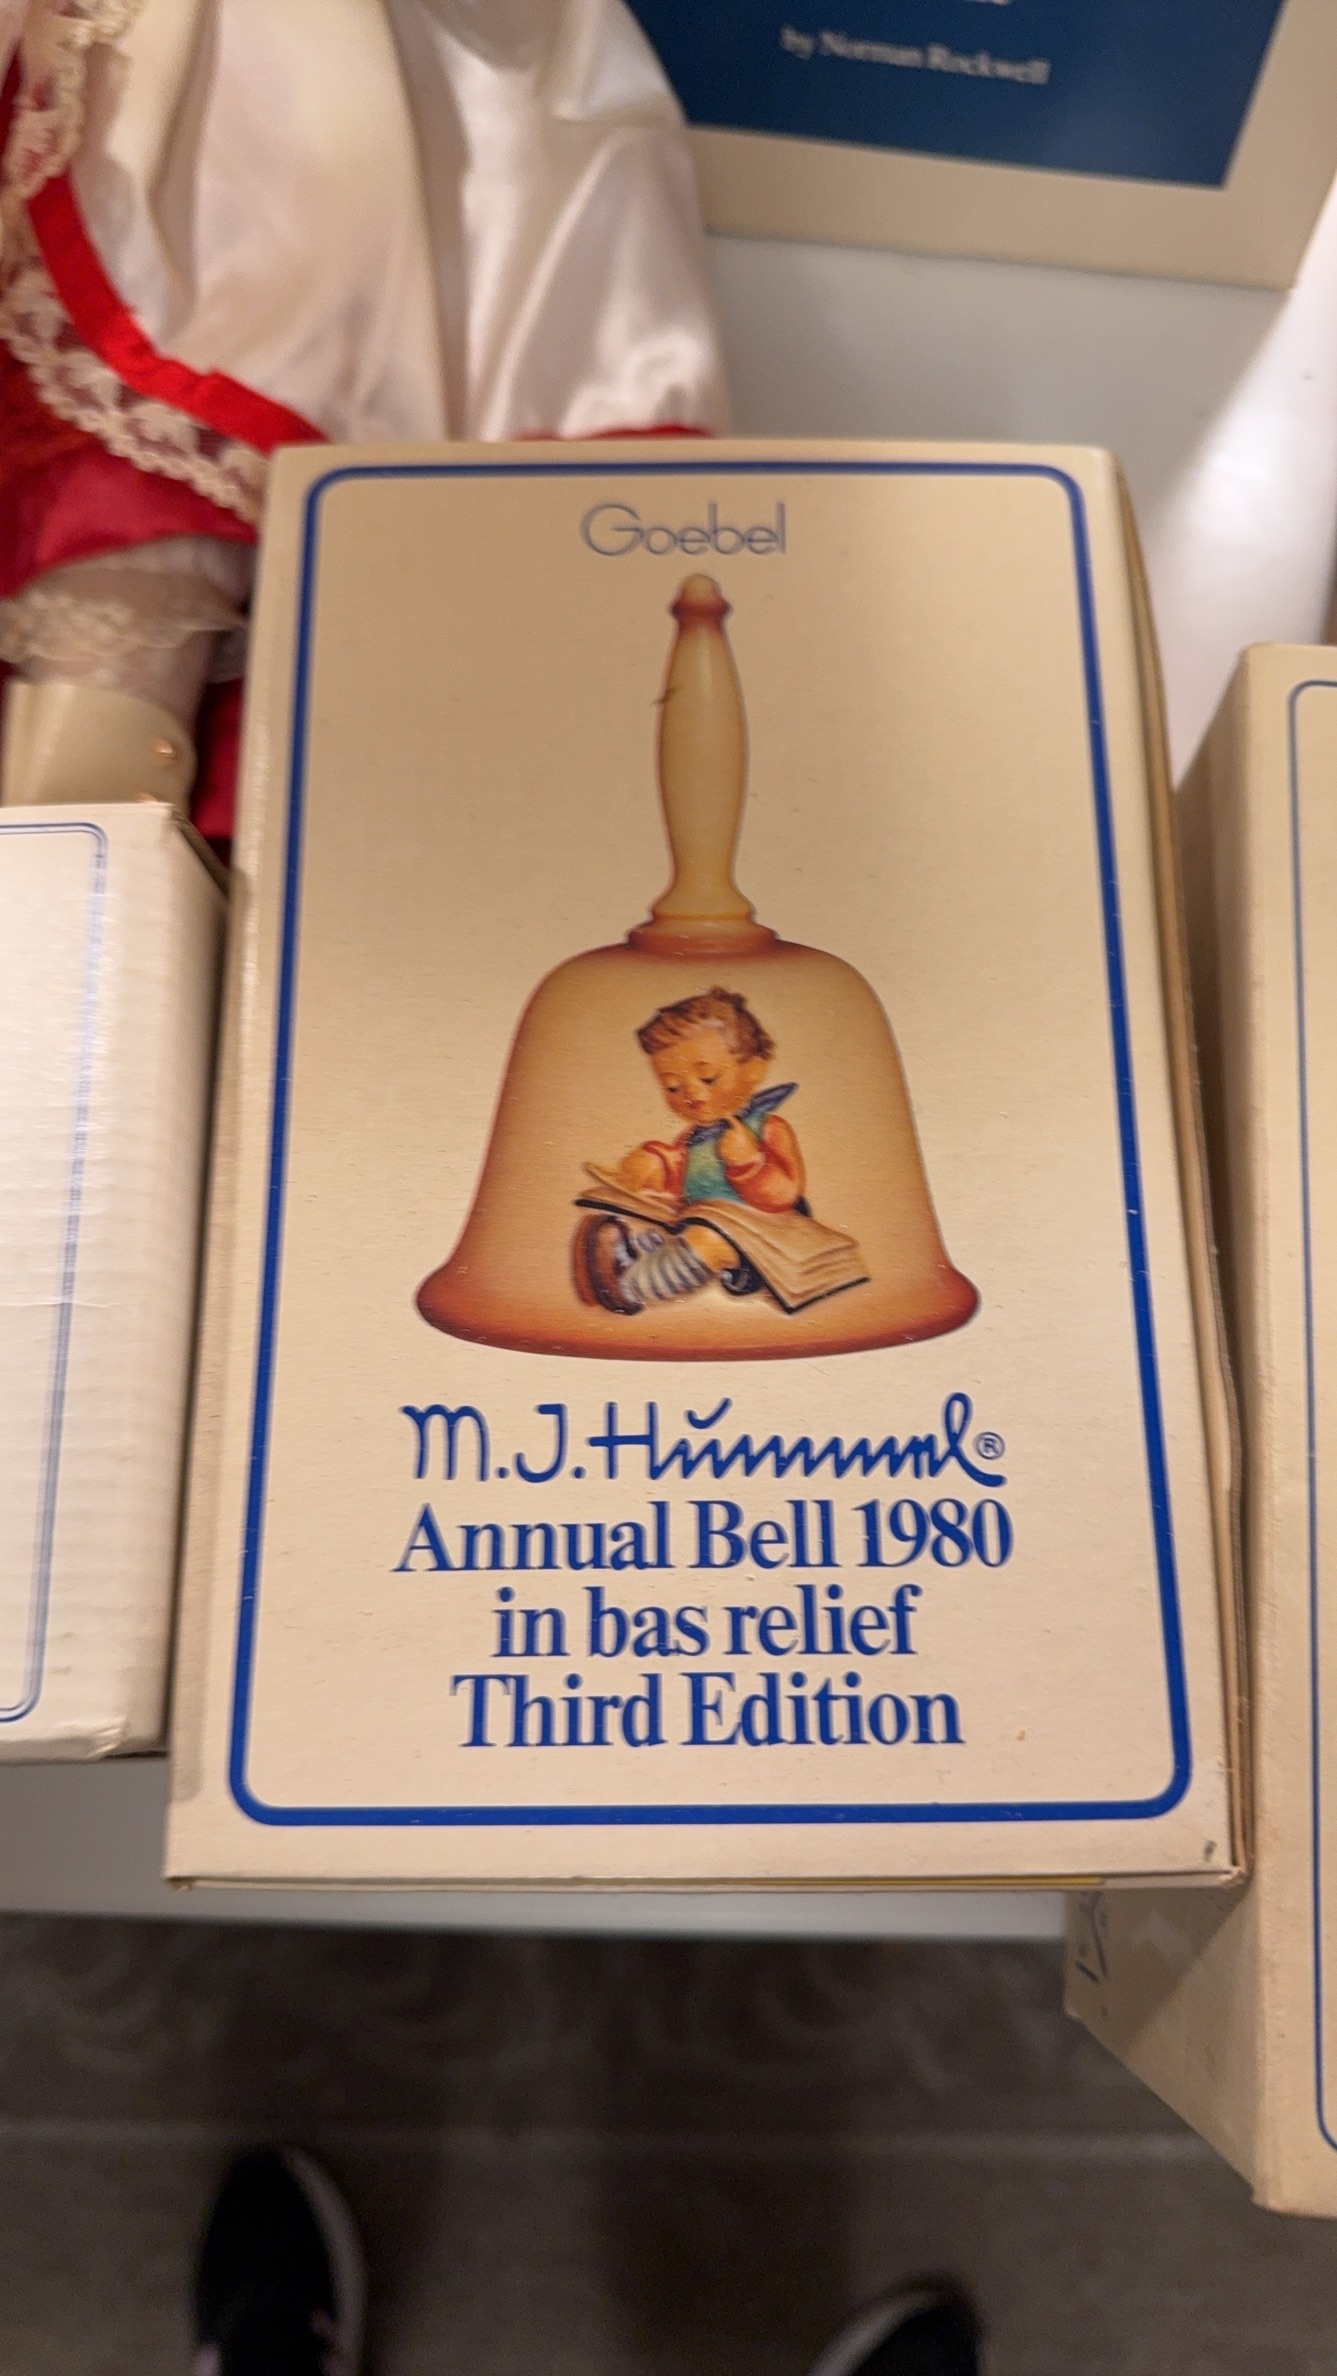 by Norman Rockwell
Goebel
M.J. Hummel®
Annual Bell 1980
in bas relief
Third Edition